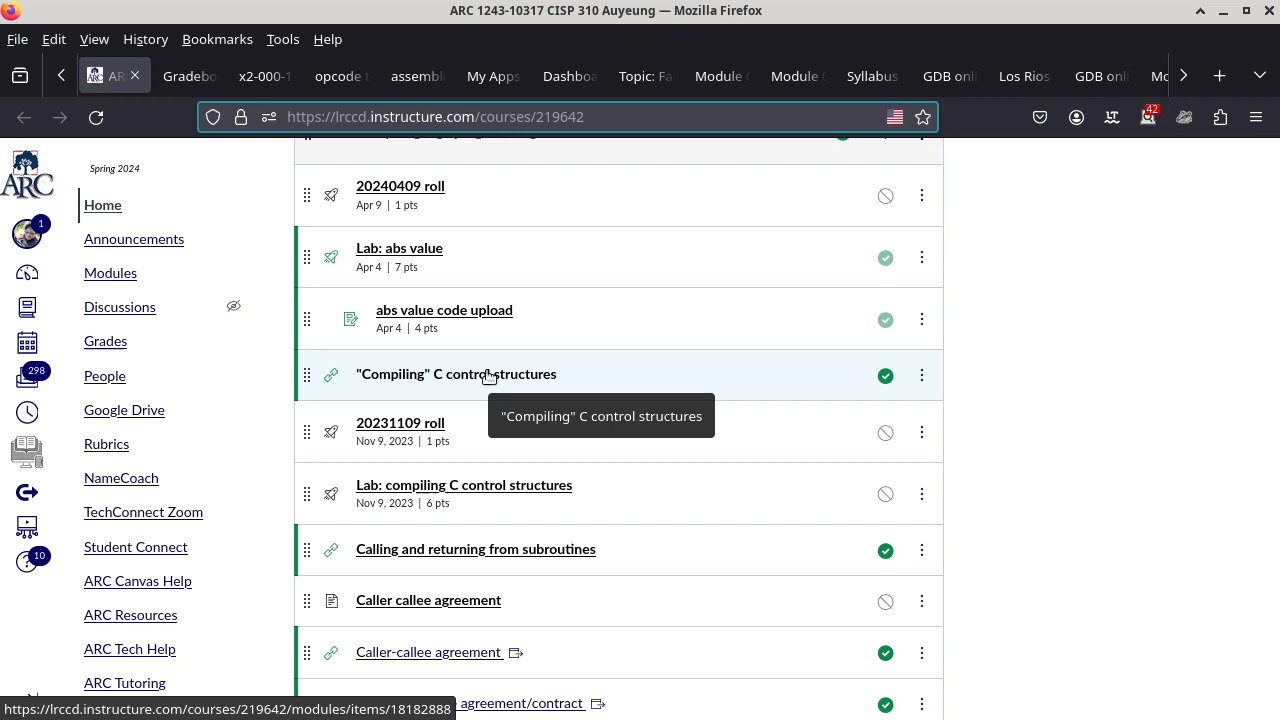 ARC 1243-10317 CISP 310 Auyeung — Mozilla Firefox
File Edit View History Bookmarks Tools Help
AR Gradebo x2-000-1 opcode t assembl My Apps Dashboa Topic: Fa Module Module Syllabus GDB onli Los Rios GDB onli Mo
https://lrccd.instructure.com/courses/219642
42
ARC
Spring 2024
Home
Announcements
Modules
Discussions
Grades
People
Google Drive
Rubrics
NameCoach
TechConnect Zoom
Student Connect
ARC Canvas Help
ARC Resources
ARC Tech Help
ARC Tutoring
1
298
10
20240409 roll
Apr 9 | 1 pts
Lab: abs value
Apr 4 | 7 pts
abs value code upload
Apr 4 | 4 pts
"Compiling" C control structures
"Compiling" C control structures
20231109 roll
Nov 9, 2023 | 1 pts
Lab: compiling C control structures
Nov 9, 2023 | 6 pts
Calling and returning from subroutines
Caller callee agreement
Caller-callee agreement
agreement/contract
https://lrccd.instructure.com/courses/219642/modules/items/18182888